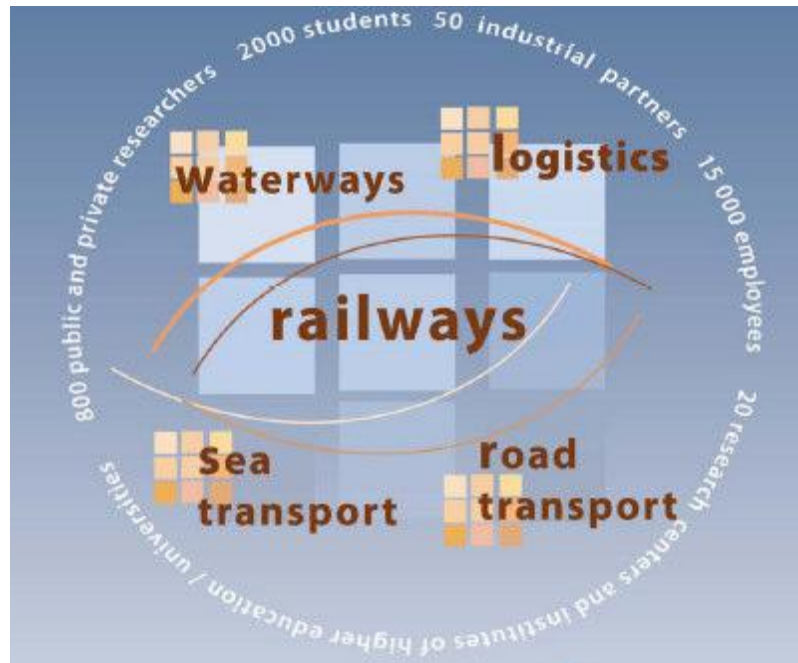 800 public and private researchers 2000 students 50 industrial partners 15 000 employees 20 research centers and institutes of higher education / universities
Waterways
logistics
railways
sea
transport
road
transport